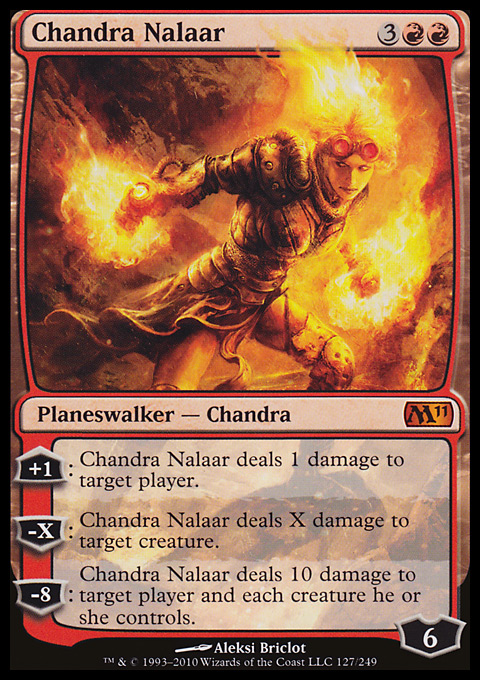 Chandra Nalaar 3
Planeswalker — Chandra M11
+1 : Chandra Nalaar deals 1 damage to
target player.
-X : Chandra Nalaar deals X damage to
target creature.
Chandra Nalaar deals 10 damage to
-8 : target player and each creature he or
she controls.
6
Aleksi Briclot
™ & © 1993–2010 Wizards of the Coast LLC 127/249